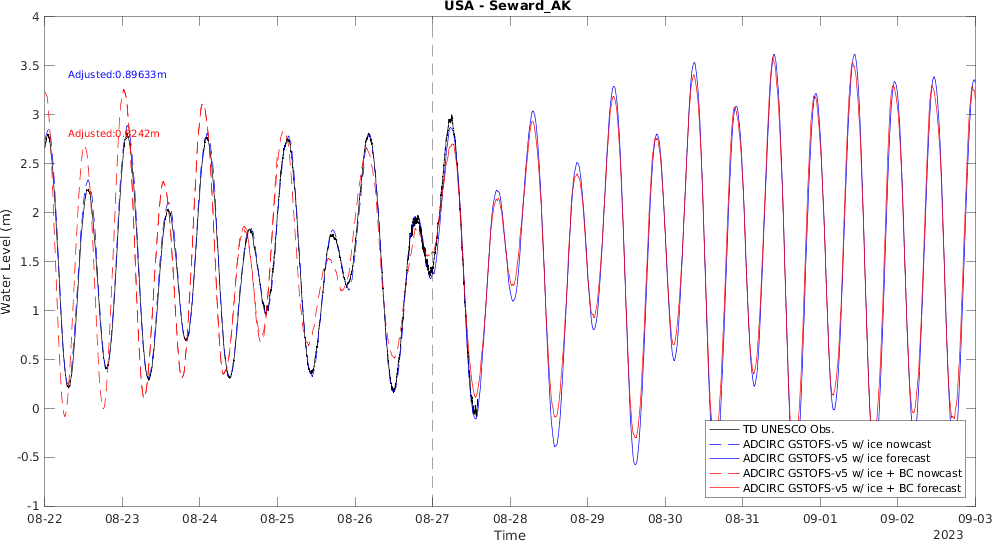 USA - Seward_AK
4
3.5
3
2.5
2
1.5
1
0.5
0
-0.5
-1
Water Level (m)
Adjusted:0.89633m
TD UNESCO Obs.
ADCIRC GSTOFS-v5 w/ ice nowcast
ADCIRC GSTOFS-v5 w/ ice forecast
ADCIRC GSTOFS-v5 w/ ice + BC nowcast
ADCIRC GSTOFS-v5 w/ ice + BC forecast
08-22 08-23 08-24 08-25 08-26 08-27 08-28 08-29 08-30 08-31 09-01 09-02 09-03
Time
2023